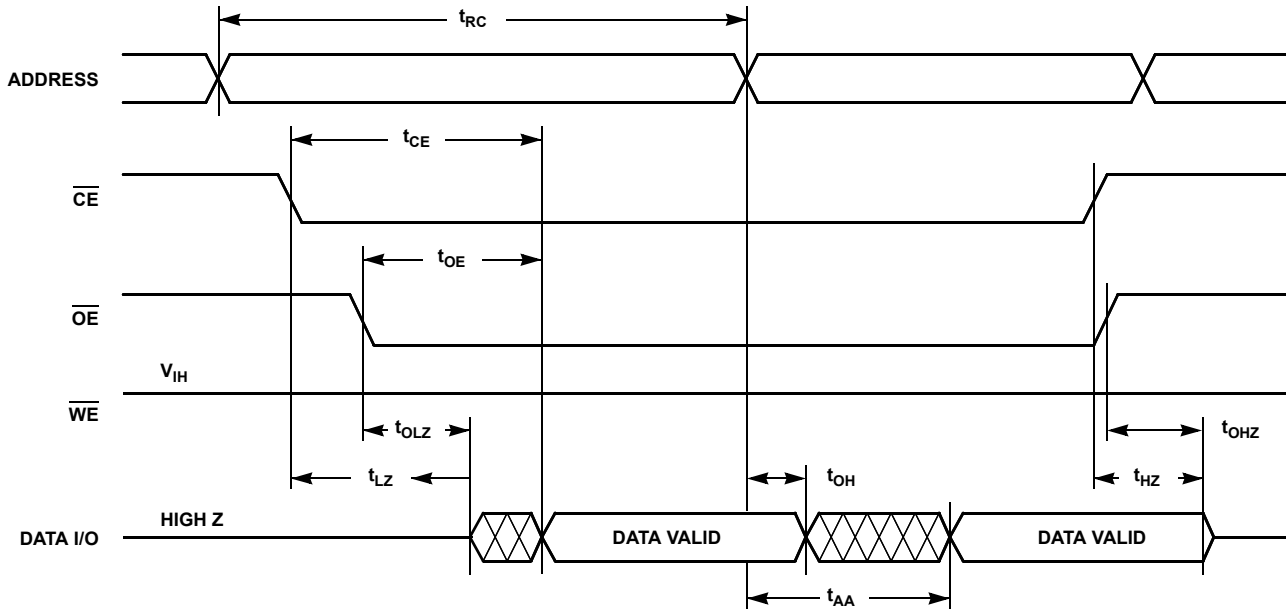 tRC
ADDRESS
tCE
CE
tOE
OE
VIH
WE
tOLZ
tOHZ
tLZ
tOH
tHZ
HIGH Z
DATA I/O
DATA VALID
DATA VALID
tAA